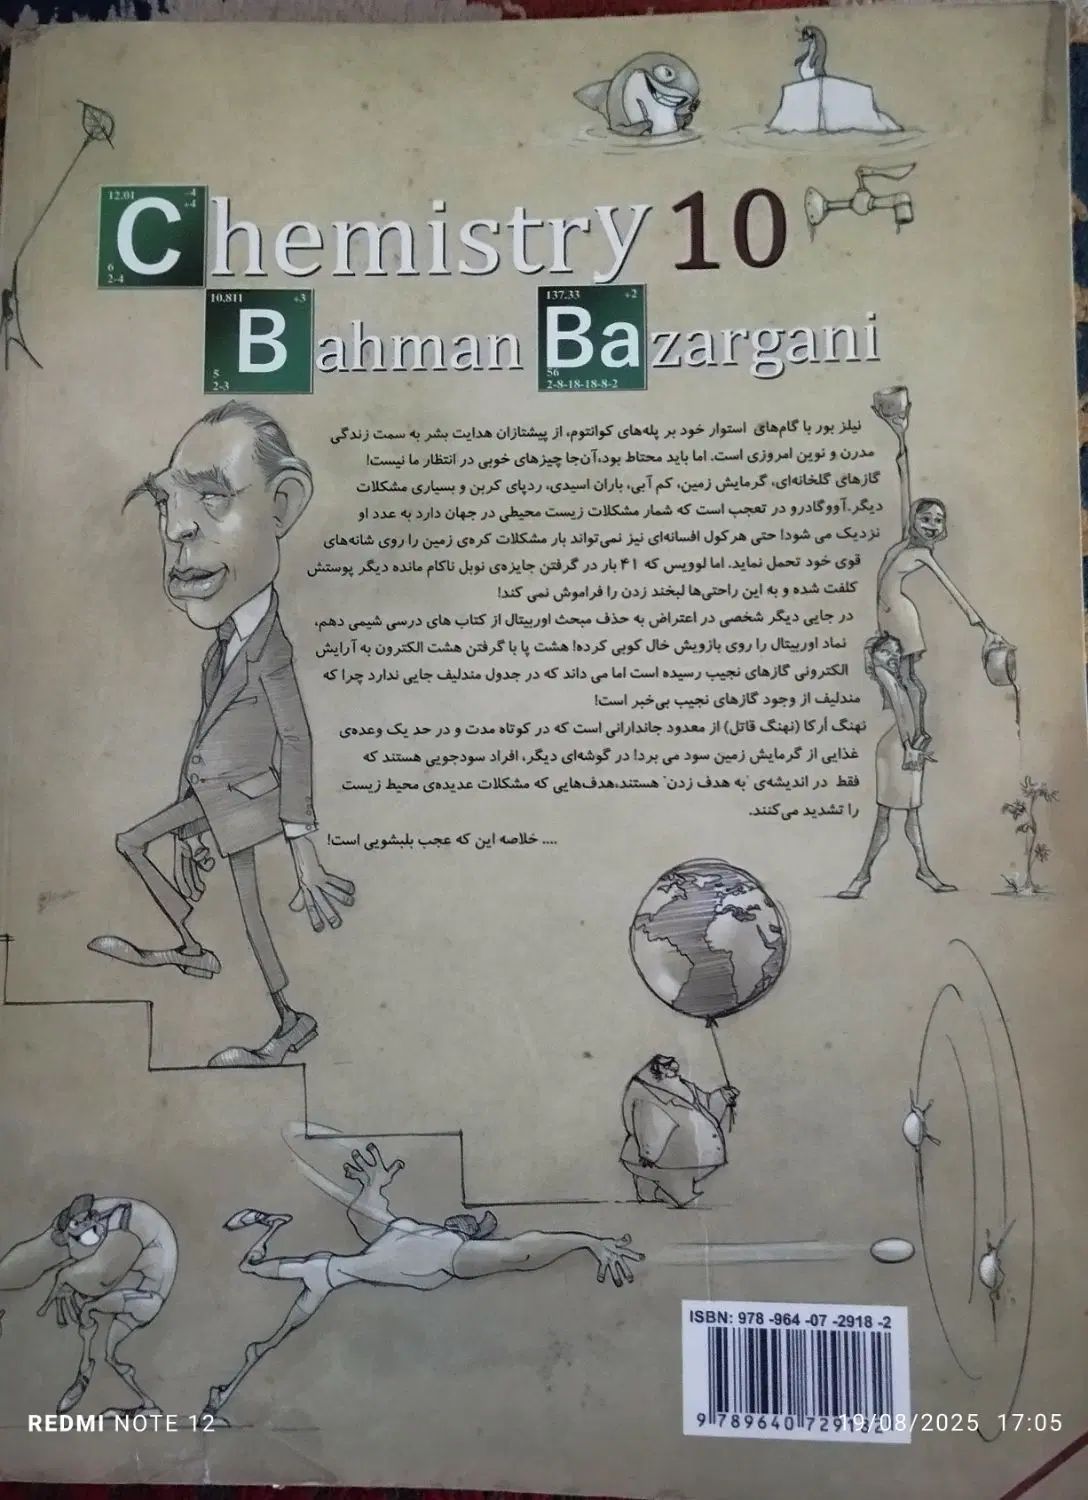 12.01
-4
+4
6
2-4
Chemistry 10
10.811
+3
5
2-3
137.33
+2
56
2-8-18-18-8-2
Bahman Bazargani
نیلز بور با گام‌های استوار خود بر پله‌های کوانتوم، از پیشتازان هدایت بشر به سمت زندگی
مدرن و نوین امروزی است. اما باید محتاط بود،آن‌جا چیزهای خوبی در انتظار ما نیست!
گازهای گلخانه‌ای، گرمایش زمین، کم آبی، باران اسیدی، ردپای کربن و بسیاری مشکلات
دیگر.آووگادرو در تعجب است که شمار مشکلات زیست محیطی در جهان دارد به عدد او
نزدیک می شود! حتی هرکول افسانه‌ای نیز نمی‌تواند بار مشکلات کره‌ی زمین را روی شانه‌های
قوی خود تحمل نماید. اما لوویس که ۴۱ بار در گرفتن جایزه‌ی نوبل ناکام مانده دیگر پوستش
کلفت شده و به این راحتی‌ها لبخند زدن را فراموش نمی کند!
در جایی دیگر شخصی در اعتراض به حذف مبحث اوربیتال از کتاب های درسی شیمی دهم،
نماد اوربیتال را روی بازویش خال کوبی کرده! هشت پا با گرفتن هشت الکترون به آرایش
الکترونی گازهای نجیب رسیده است اما می داند که در جدول مندلیف جایی ندارد چرا که
مندلیف از وجود گازهای نجیب بی‌خبر است!
نهنگ اُرکا (نهنگ قاتل) از معدود جاندارانی است که در کوتاه مدت و در حد یک وعده‌ی
غذایی از گرمایش زمین سود می برد! در گوشه‌ای دیگر، افراد سودجویی هستند که
فقط در اندیشه‌ی "به هدف زدن" هستند،هدف‌هایی که مشکلات عدیده‌ی محیط زیست
را تشدید می‌کنند.
.... خلاصه این که عجب بلبشویی است!
ISBN: 978 -964 -07 -2918 -2
REDMI NOTE 12
19/08/2025 17:05